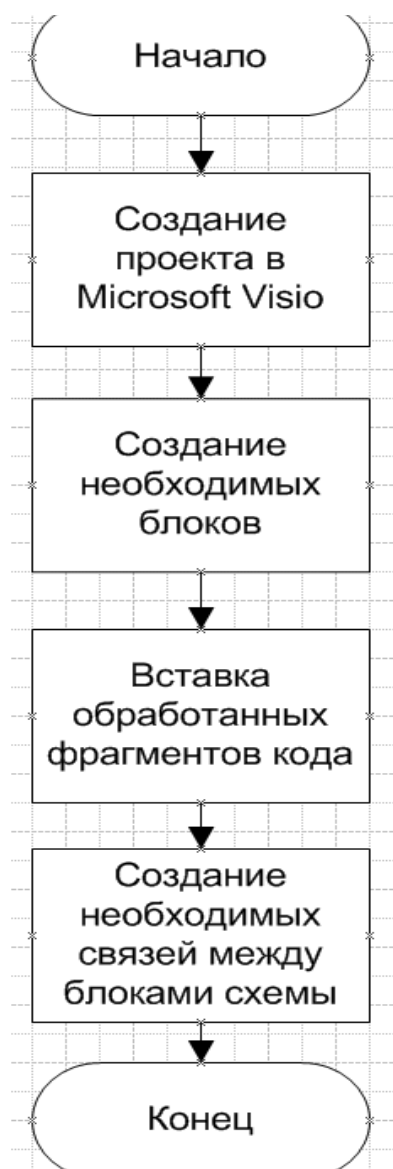 Начало
Создание
проекта в
Microsoft Visio
Создание
необходимых
блоков
Вставка
обработанных
фрагментов кода
Создание
необходимых
связей между
блоками схемы
Конец